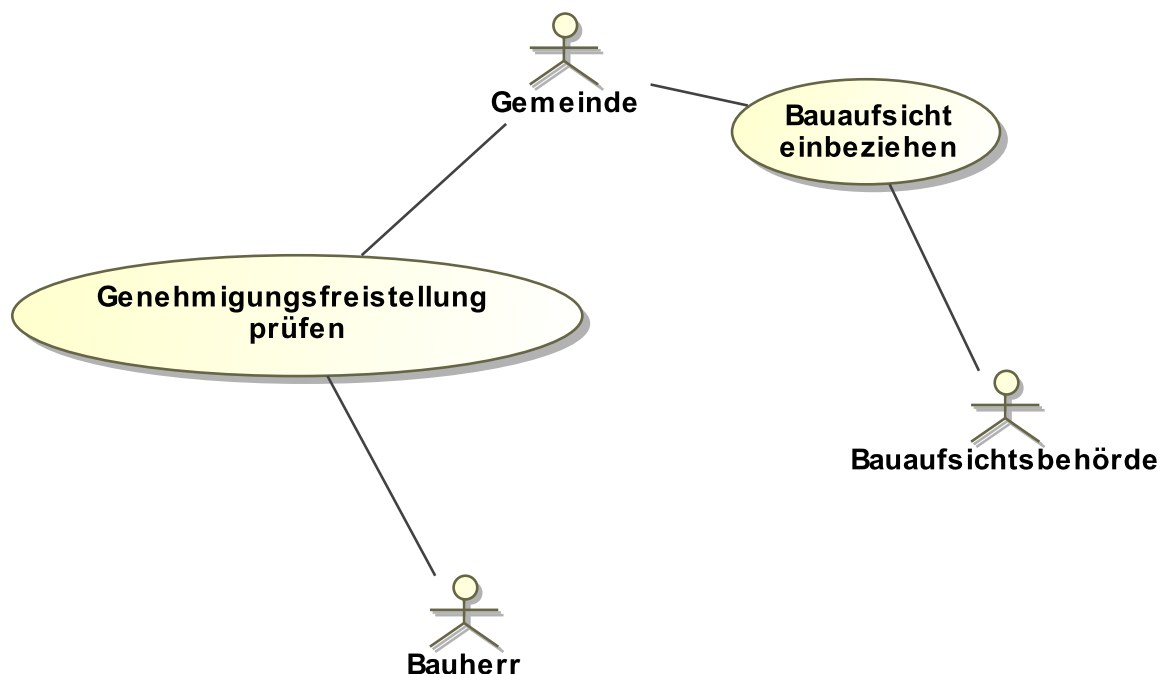 Gemeinde
Bauaufsicht
einbeziehen
Genehmigungsfreistellung
prüfen
Bauaufsichtsbehörde
Bauherr